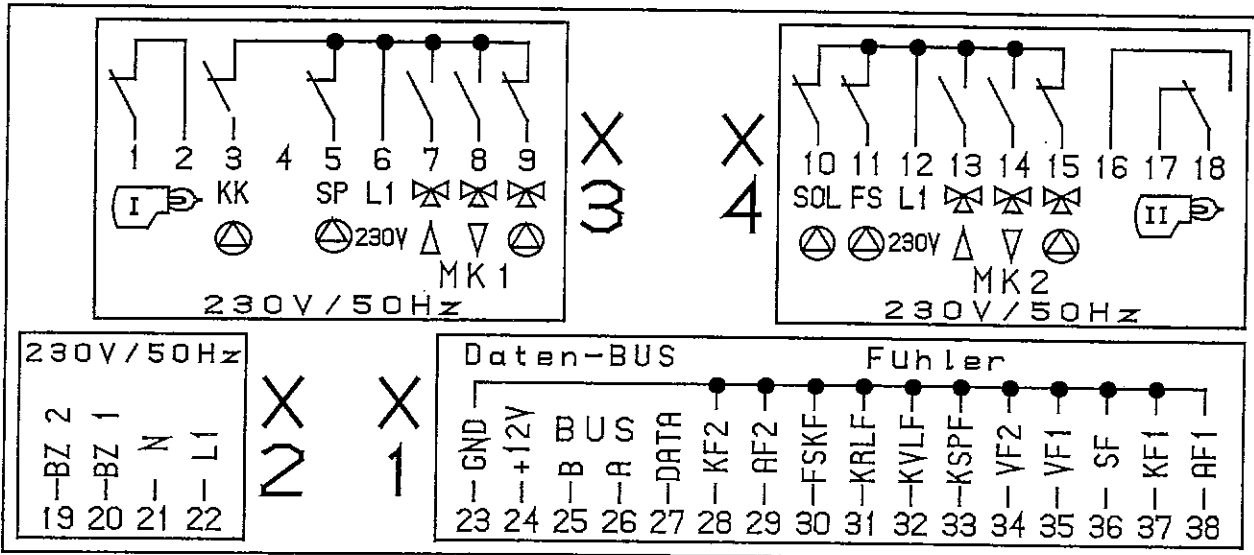 1 2 3 4 5 6 7 8 9
I KK SP L1
230V
MK1
230V/50Hz
X3
X4
10 11 12 13 14 15 16 17 18
SOL FS L1 II
230V
MK2
230V/50Hz
230V/50Hz
BZ 2 BZ 1 N L1
19 20 21 22
X2
X1
Daten-BUS Fühler
GND +12V BUS B A DATA KF2 AF2 FSKF KRLF KVLF KSPF VF2 VF1 SF KF1 AF1
23 24 25 26 27 28 29 30 31 32 33 34 35 36 37 38